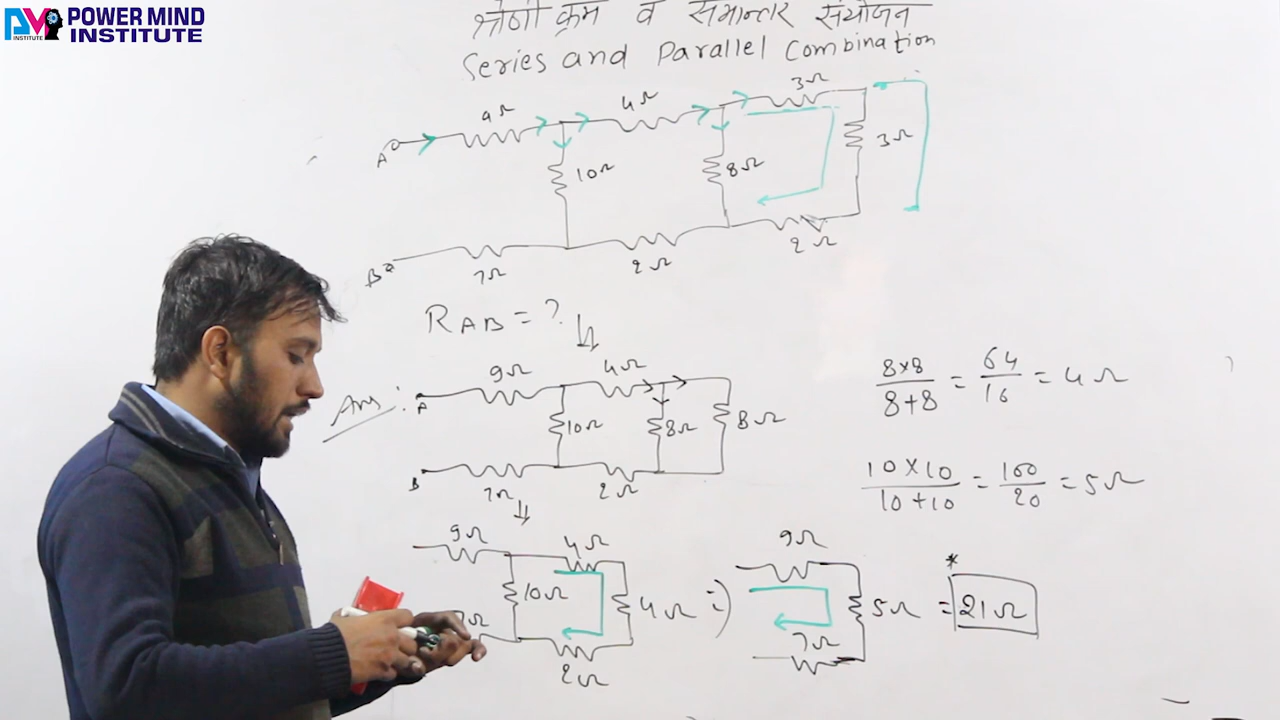 POWER MIND
INSTITUTE
PM
INSTITUTE
श्रेणी क्रम व समान्तर संयोजन
Series and Parallel Combination
9Ω 4Ω 3Ω
A
10Ω 8Ω 3Ω
B 7Ω 2Ω 2Ω
RAB = ?
Ans:
9Ω 4Ω
A
10Ω 8Ω 8Ω
B
7Ω 2Ω
8×8/8+8 = 64/16 = 4Ω
10×10/10+10 = 100/20 = 5Ω
9Ω 4Ω
10Ω 4Ω
2Ω
⇒ 9Ω
5Ω = 21Ω
*
7Ω